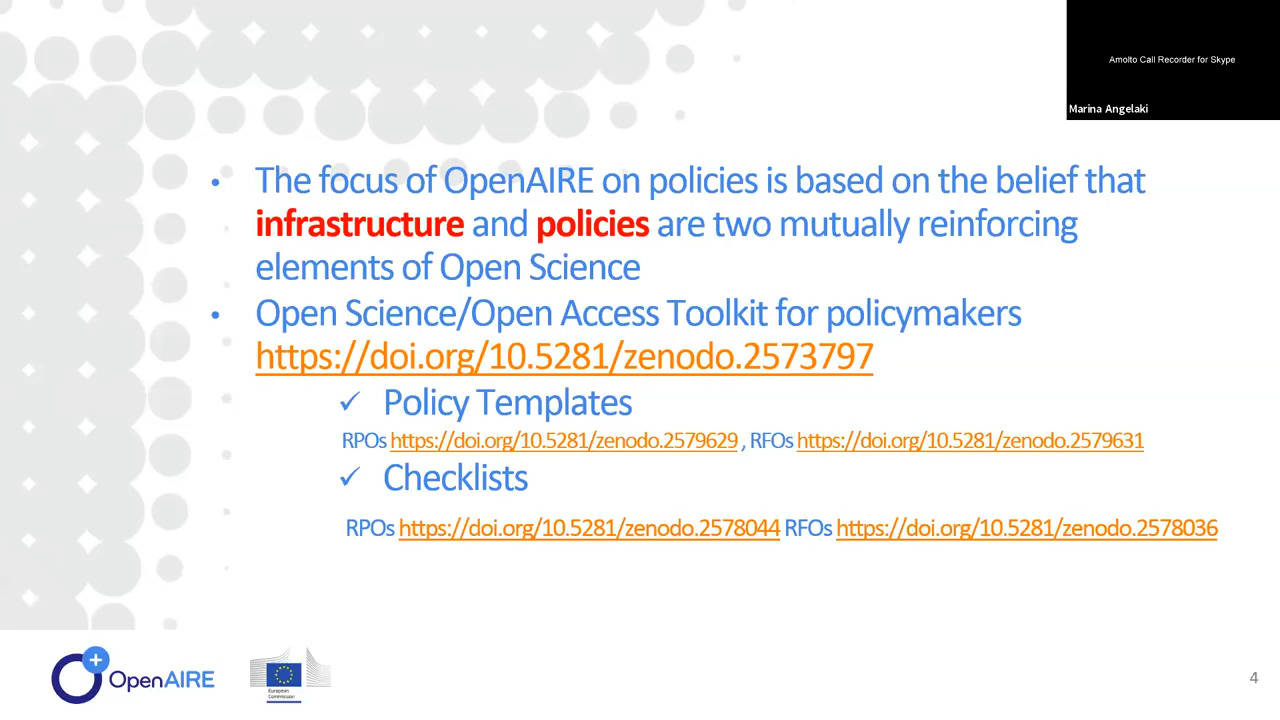 Amolto Call Recorder for Skype
Marina Angelaki
• The focus of OpenAIRE on policies is based on the belief that
infrastructure and policies are two mutually reinforcing
elements of Open Science
• Open Science/Open Access Toolkit for policymakers
https://doi.org/10.5281/zenodo.2573797
✓ Policy Templates
RPOs https://doi.org/10.5281/zenodo.2579629 , RFOs https://doi.org/10.5281/zenodo.2579631
✓ Checklists
RPOs https://doi.org/10.5281/zenodo.2578044 RFOs https://doi.org/10.5281/zenodo.2578036
OpenAIRE
European
Commission
4